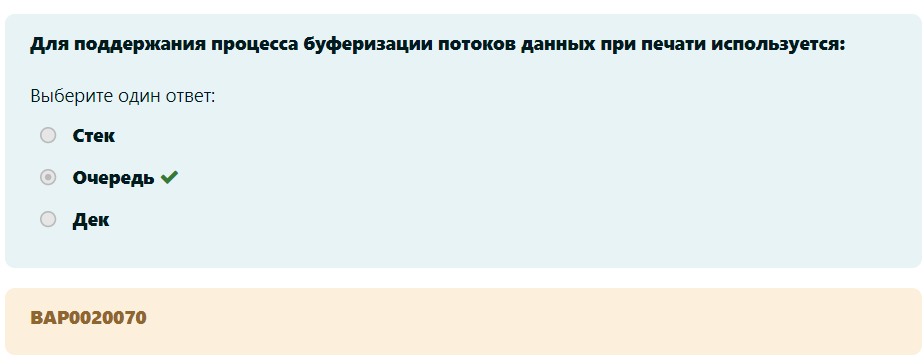 Для поддержания процесса буферизации потоков данных при печати используется:
Выберите один ответ:
Стек
Очередь
Дек
BAP0020070